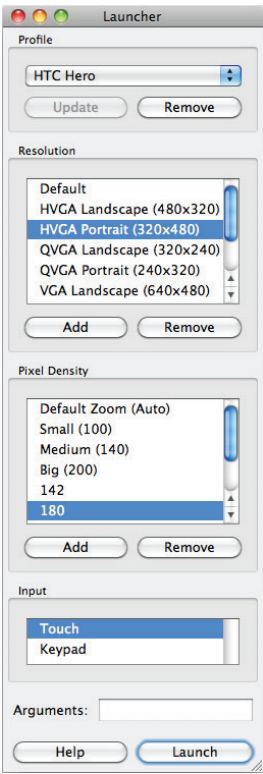 Launcher
Profile
HTC Hero
Update Remove
Resolution
Default
HVGA Landscape (480x320)
HVGA Portrait (320x480)
QVGA Landscape (320x240)
QVGA Portrait (240x320)
VGA Landscape (640x480)
Add Remove
Pixel Density
Default Zoom (Auto)
Small (100)
Medium (140)
Big (200)
142
180
Add Remove
Input
Touch
Keypad
Arguments:
Help Launch